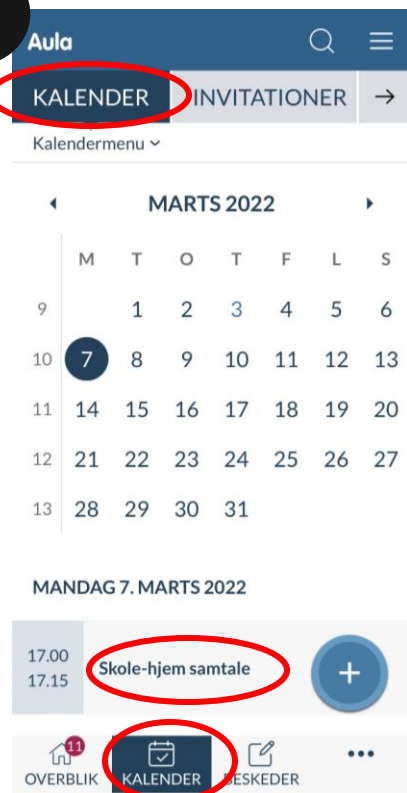 Aula
KALENDER INVITATIONER →
Kalendermenu
MARTS 2022
M T O T F L S
9 1 2 3 4 5 6
10 7 8 9 10 11 12 13
11 14 15 16 17 18 19 20
12 21 22 23 24 25 26 27
13 28 29 30 31
MANDAG 7. MARTS 2022
17.00
17.15
Skole-hjem samtale
+
11
OVERBLIK KALENDER BESKEDER